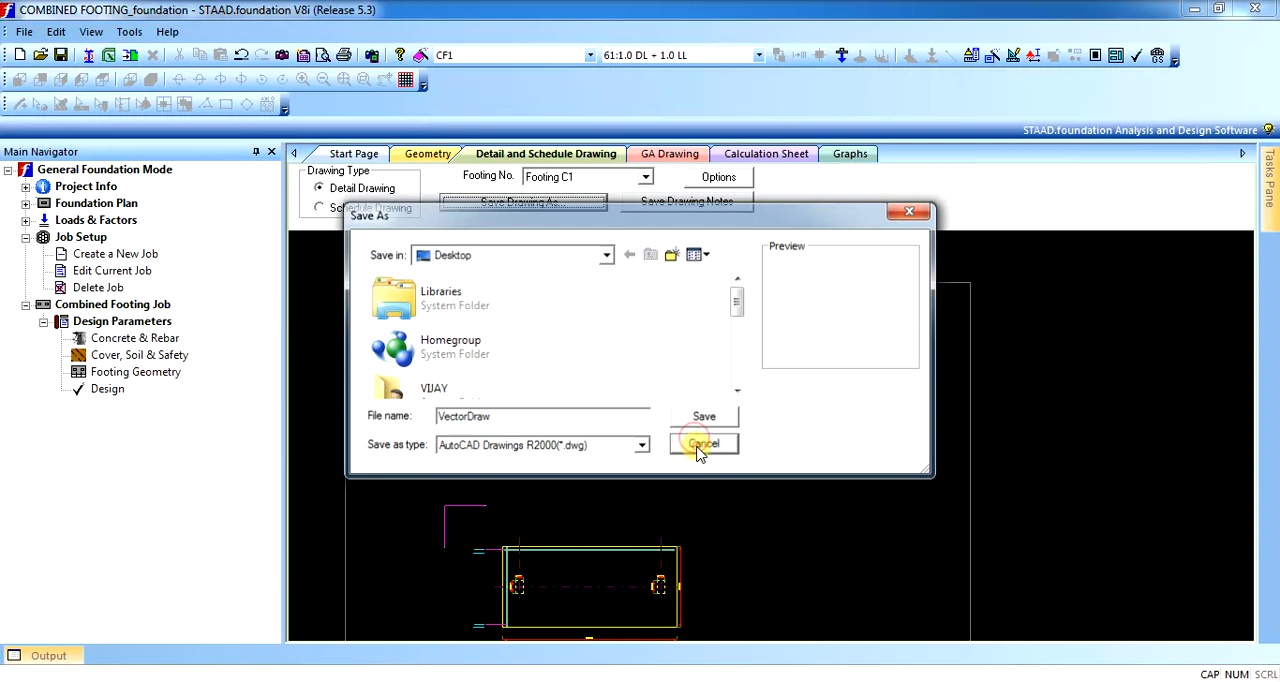 COMBINED FOOTING_foundation - STAAD.foundation V8i (Release 5.3)
File Edit View Tools Help
CF1
61:1.0 DL + 1.0 LL
STAAD.foundation Analysis and Design Software
Main Navigator
Start Page
Geometry
Detail and Schedule Drawing
GA Drawing
Calculation Sheet
Graphs
Tasks Pane
General Foundation Mode
Project Info
Foundation Plan
Loads & Factors
Job Setup
Create a New Job
Edit Current Job
Delete Job
Combined Footing Job
Design Parameters
Concrete & Rebar
Cover, Soil & Safety
Footing Geometry
Design
Drawing Type
Detail Drawing
Schedule Drawing
Footing No.
Footing C1
Options
Save Drawing As...
Save Drawing Notes
Save As
Save in:
Desktop
Preview
Libraries
System Folder
Homegroup
System Folder
VIJAY
File name:
VectorDraw
Save
Save as type:
AutoCAD Drawings R2000(*.dwg)
Cancel
Output
CAP NUM SCRL